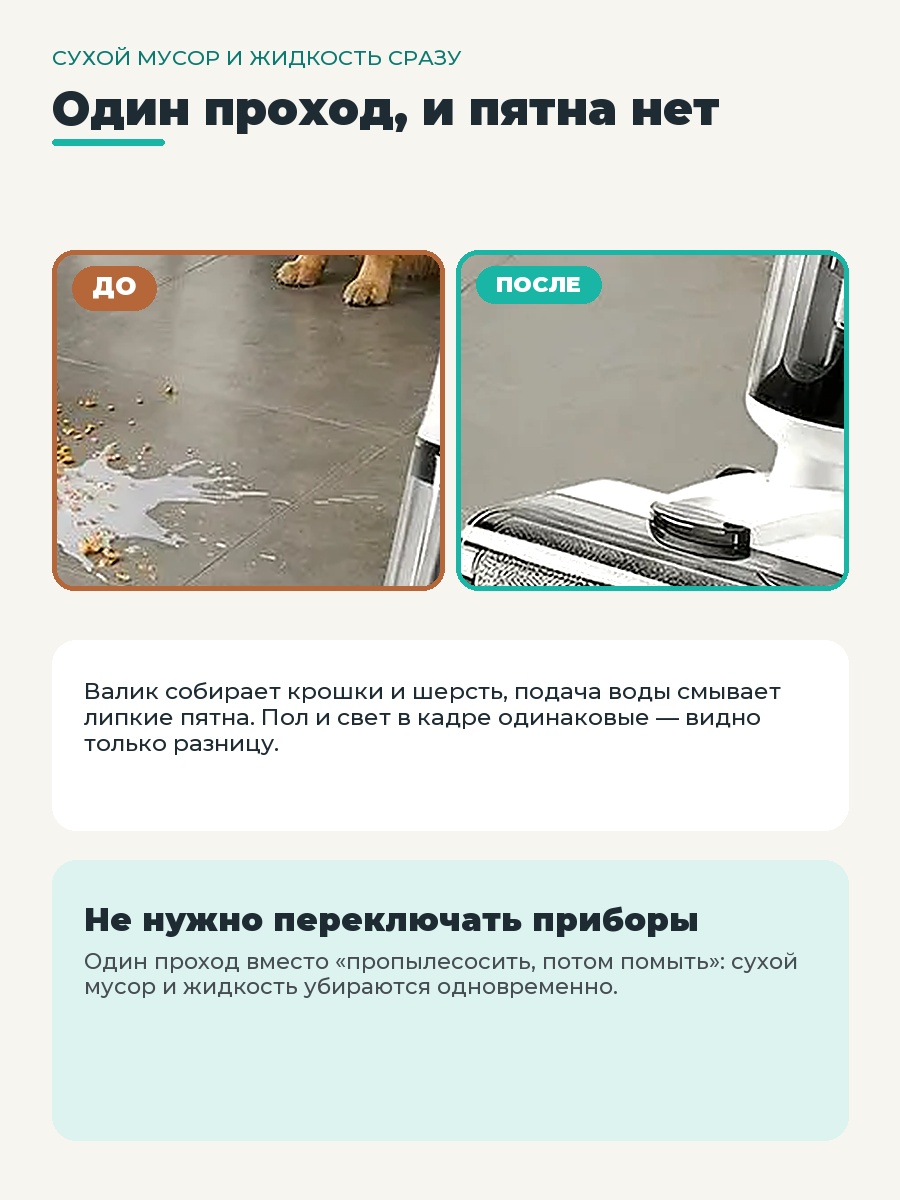 СУХОЙ МУСОР И ЖИДКОСТЬ СРАЗУ
Один проход, и пятна нет
ДО
ПОСЛЕ
Валик собирает крошки и шерсть, подача воды смывает
липкие пятна. Пол и свет в кадре одинаковые — видно
только разницу.
Не нужно переключать приборы
Один проход вместо «пропылесосить, потом помыть»: сухой
мусор и жидкость убираются одновременно.